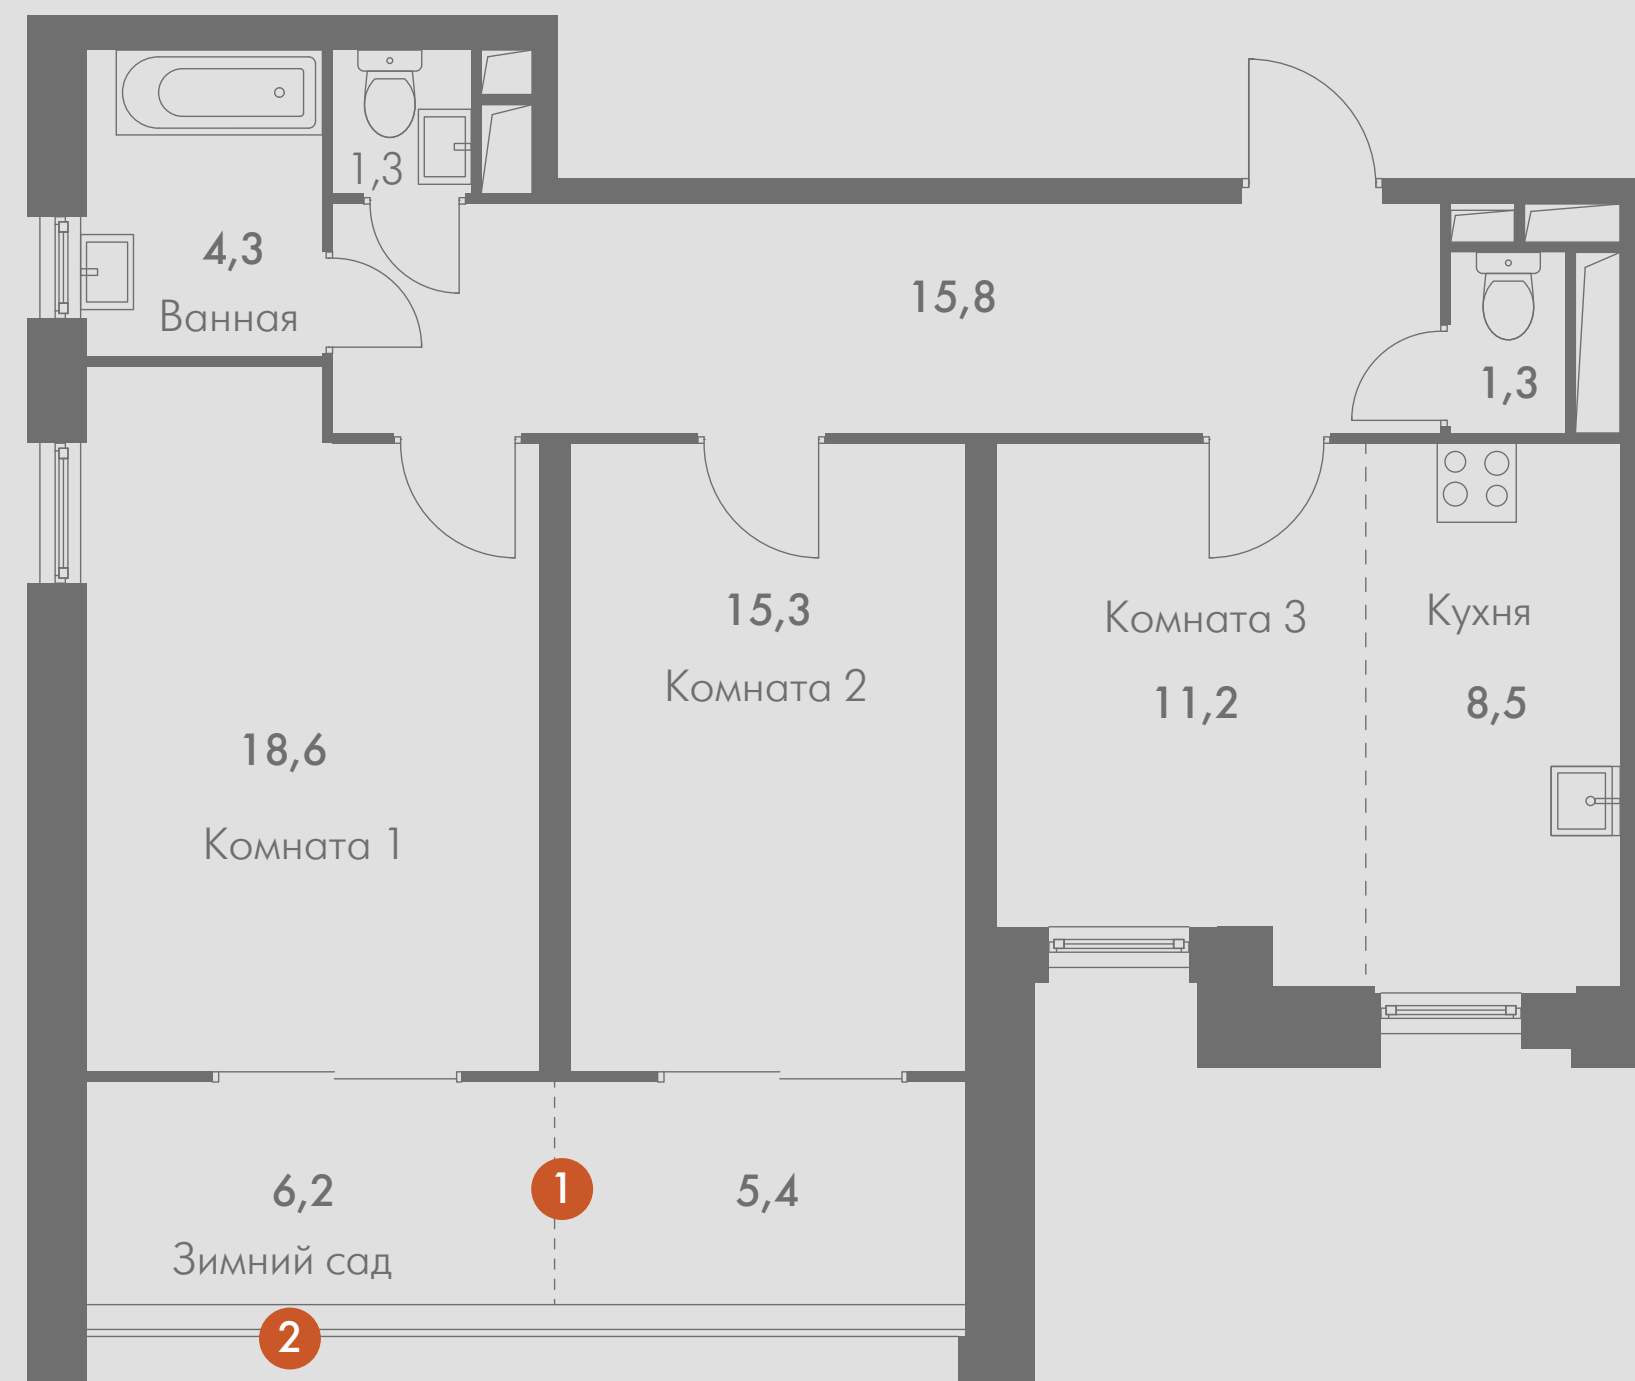 1,3
4,3
Ванная
15,8
1,3
15,3
Комната 2
Комната 3
11,2
Кухня
8,5
18,6
Комната 1
6,2
Зимний сад
1
5,4
2